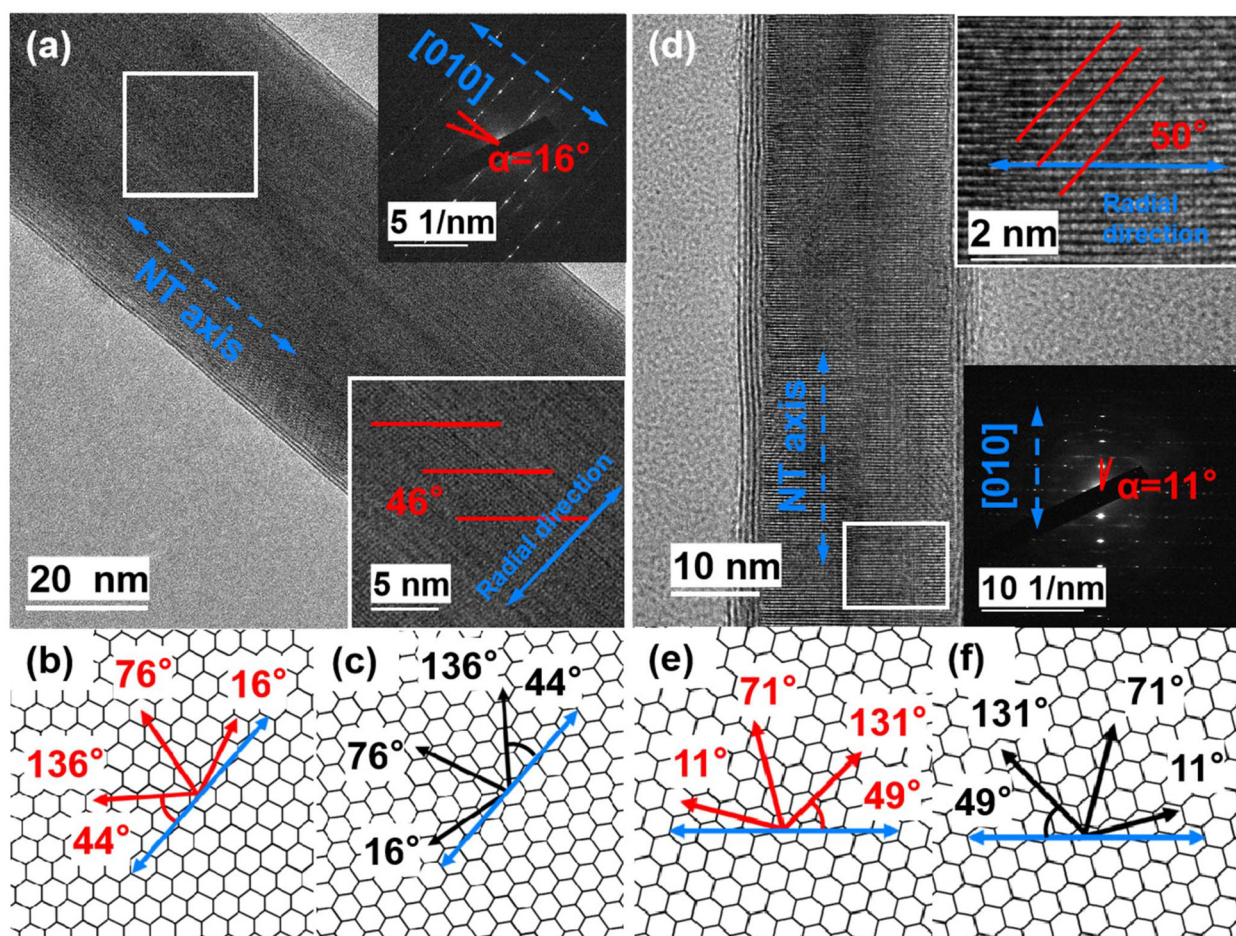 (a)
[010]
α=16°
5 1/nm
NT axis
46°
Radial direction
5 nm
20 nm
(d)
50°
Radial
direction
2 nm
NT axis
[010]
α=11°
10 nm
10 1/nm
(b)
76°
16°
136°
44°
(c)
136°
44°
76°
16°
(e)
71°
131°
11°
49°
(f)
131°
71°
49°
11°